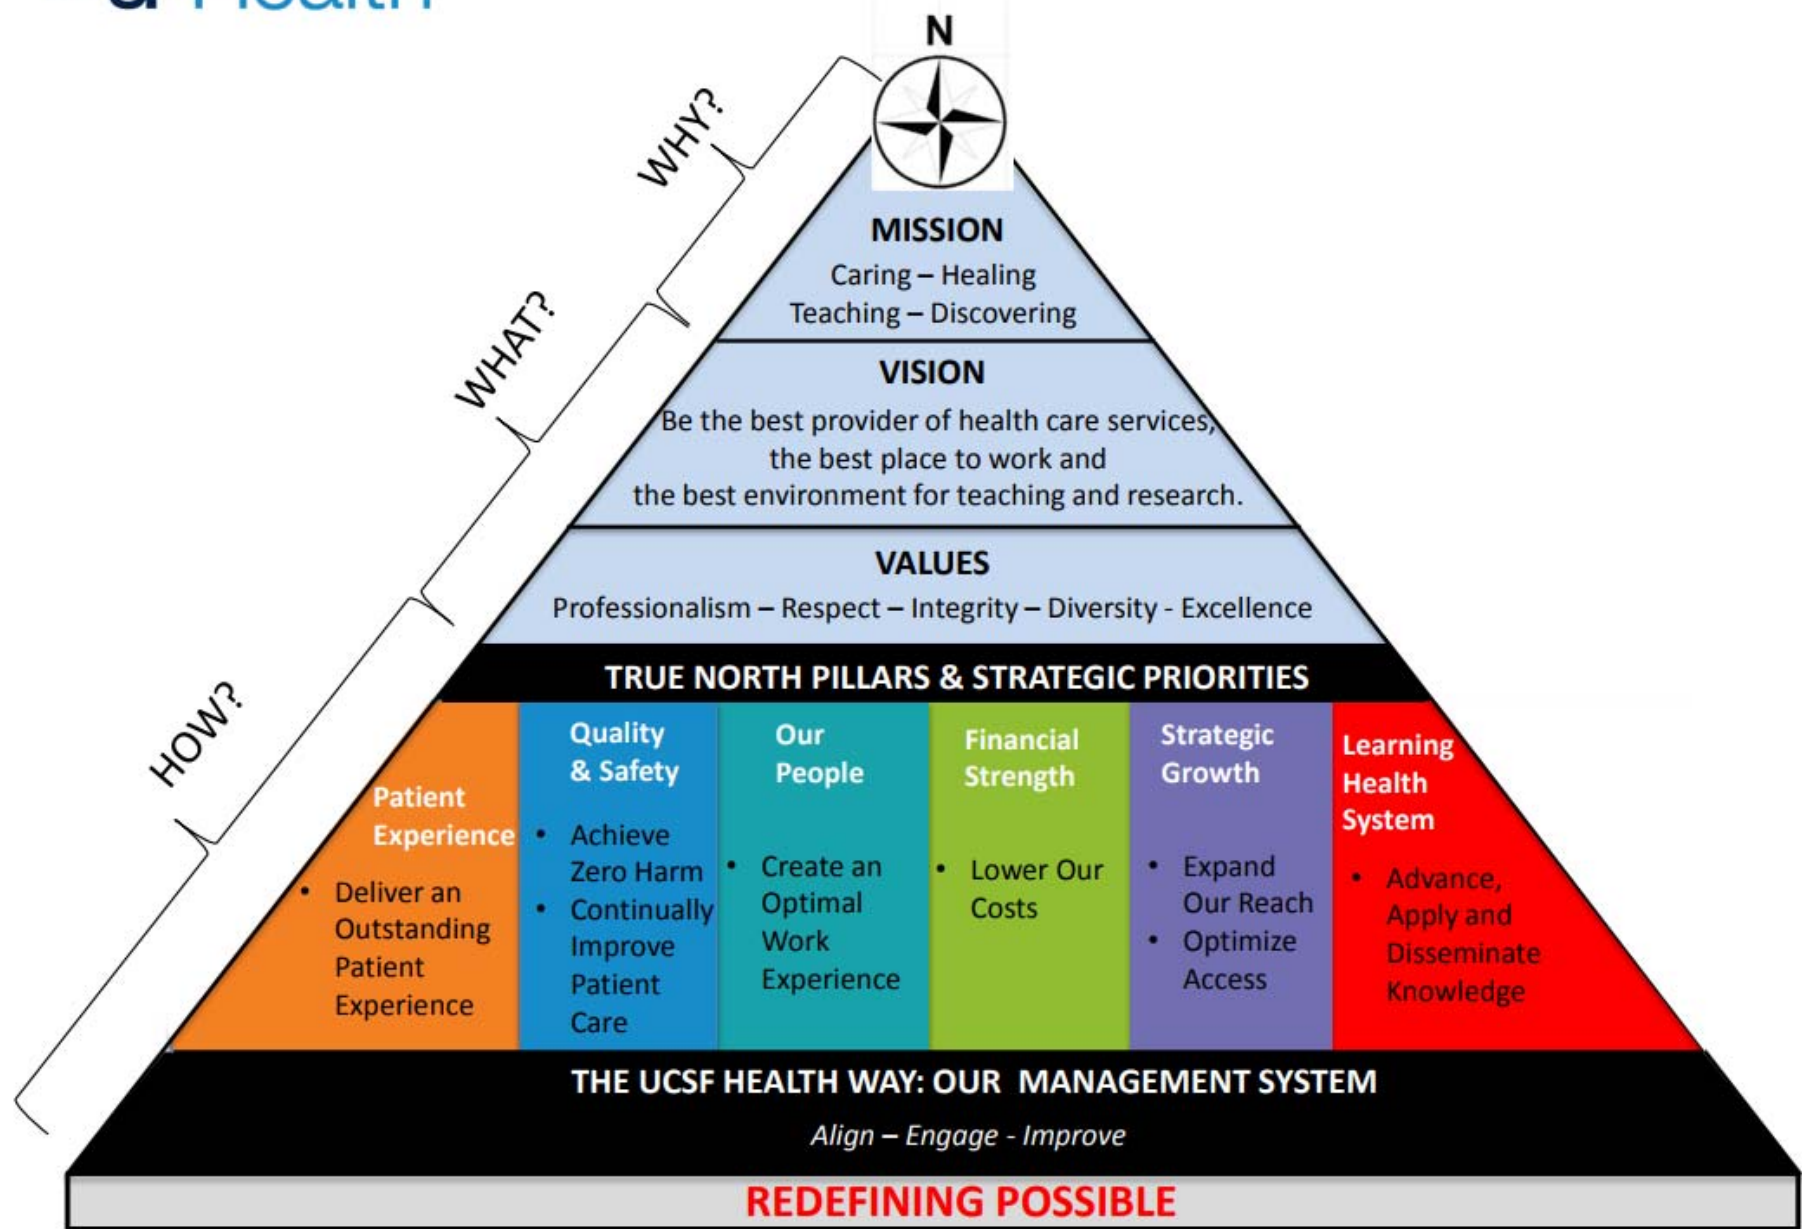 Health
N
WHY?
MISSION
Caring – Healing
Teaching – Discovering
WHAT?
VISION
Be the best provider of health care services,
the best place to work and
the best environment for teaching and research.
VALUES
Professionalism – Respect – Integrity – Diversity - Excellence
HOW?
TRUE NORTH PILLARS & STRATEGIC PRIORITIES
Patient
Experience
• Deliver an
Outstanding
Patient
Experience
Quality
& Safety
• Achieve
Zero Harm
• Continually
Improve
Patient
Care
Our
People
• Create an
Optimal
Work
Experience
Financial
Strength
• Lower Our
Costs
Strategic
Growth
• Expand
Our Reach
• Optimize
Access
Learning
Health
System
• Advance,
Apply and
Disseminate
Knowledge
THE UCSF HEALTH WAY: OUR MANAGEMENT SYSTEM
Align – Engage - Improve
REDEFINING POSSIBLE